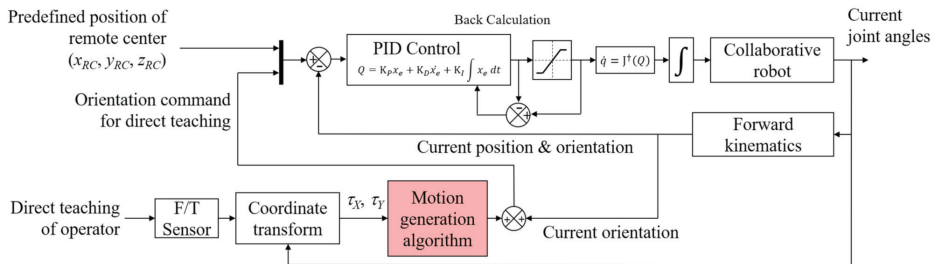 Predefined position of
remote center
(x_RC, y_RC, z_RC)
Orientation command
for direct teaching
Back Calculation
PID Control
Q = K_P x_e + K_D ẋ_e + K_I ∫ x_e dt
q̇ = J†(Q)
∫
Collaborative
robot
Current
joint angles
Forward
kinematics
Current position & orientation
Direct teaching
of operator
F/T
Sensor
Coordinate
transform
τ_X, τ_Y
Motion
generation
algorithm
Current orientation